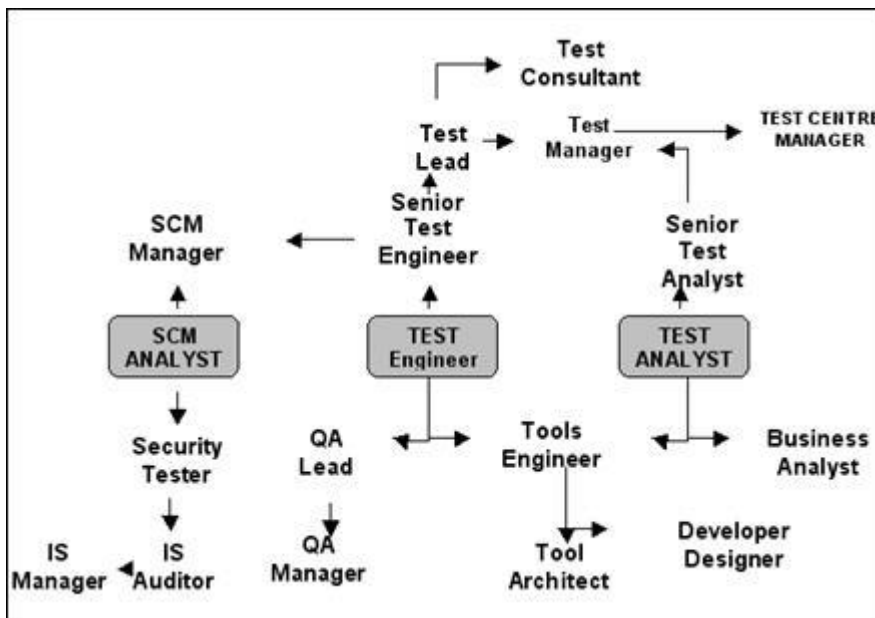 Test
Consultant
Test
Lead
Test
Manager
TEST CENTRE
MANAGER
SCM
Manager
Senior
Test
Engineer
Senior
Test
Analyst
SCM
ANALYST
TEST
Engineer
TEST
ANALYST
Security
Tester
QA
Lead
Tools
Engineer
Business
Analyst
IS
Manager
IS
Auditor
QA
Manager
Tool
Architect
Developer
Designer